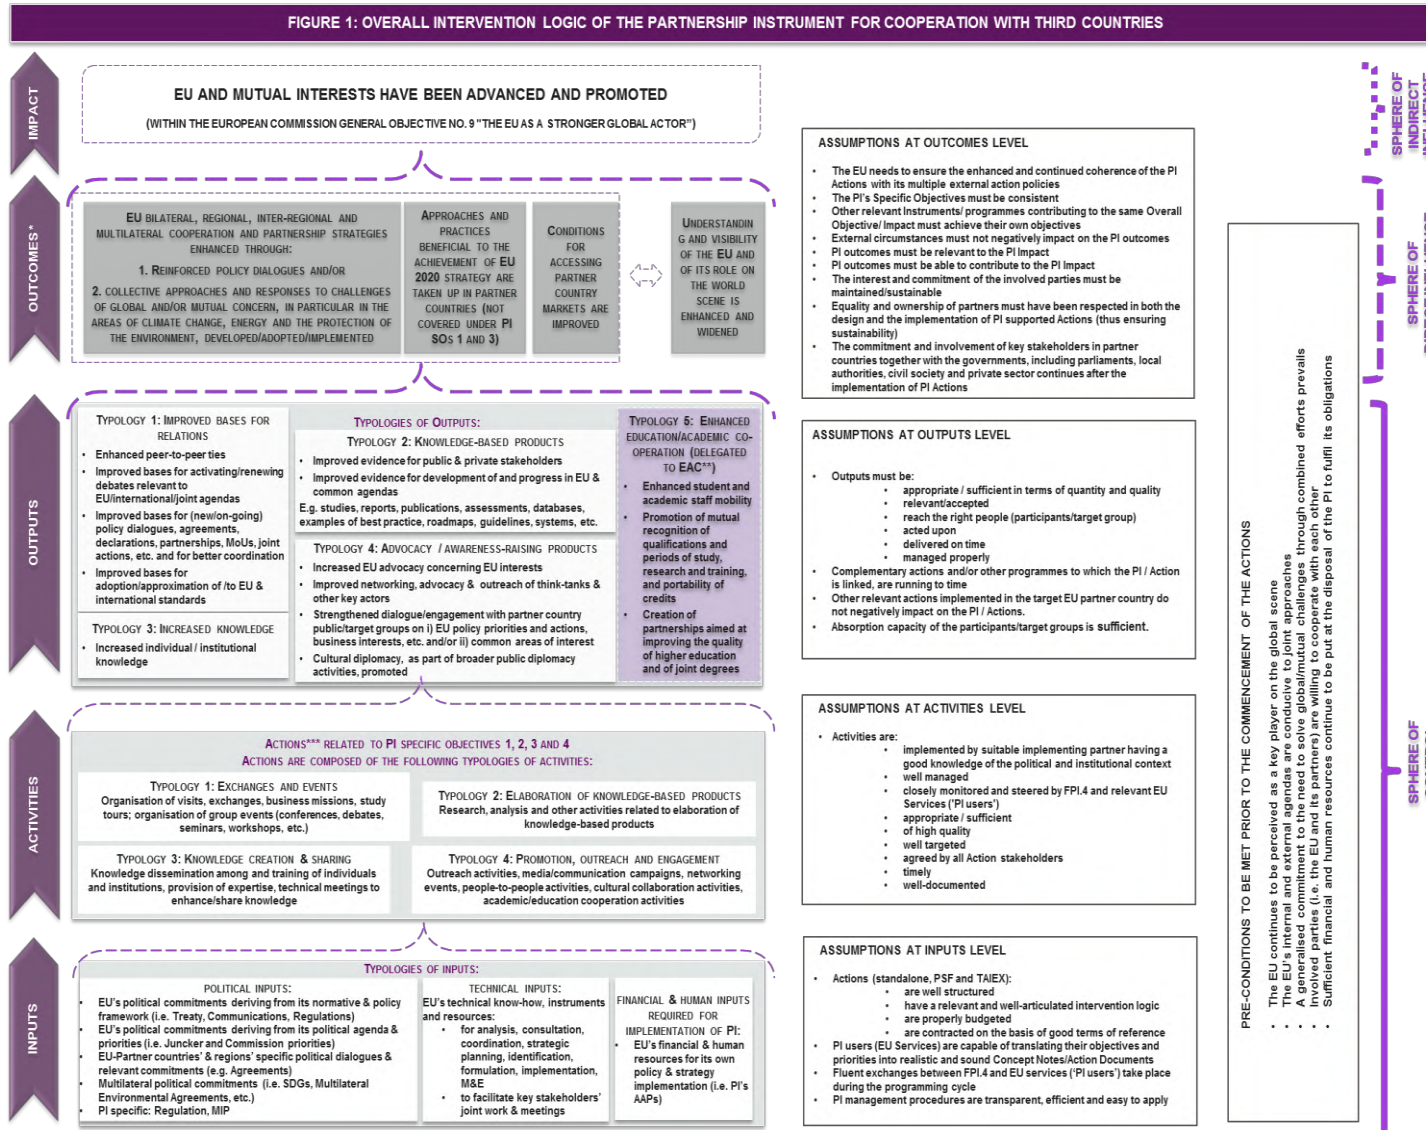 FIGURE 1: OVERALL INTERVENTION LOGIC OF THE PARTNERSHIP INSTRUMENT FOR COOPERATION WITH THIRD COUNTRIES
IMPACT
EU AND MUTUAL INTERESTS HAVE BEEN ADVANCED AND PROMOTED
(WITHIN THE EUROPEAN COMMISSION GENERAL OBJECTIVE NO. 9 "THE EU AS A STRONGER GLOBAL ACTOR")
OUTCOMES*
EU BILATERAL, REGIONAL, INTER-REGIONAL AND
MULTILATERAL COOPERATION AND PARTNERSHIP STRATEGIES
ENHANCED THROUGH:
1. REINFORCED POLICY DIALOGUES AND/OR
2. COLLECTIVE APPROACHES AND RESPONSES TO CHALLENGES
OF GLOBAL AND/OR MUTUAL CONCERN, IN PARTICULAR IN THE
AREAS OF CLIMATE CHANGE, ENERGY AND THE PROTECTION OF
THE ENVIRONMENT, DEVELOPED/ADOPTED/IMPLEMENTED
APPROACHES AND
PRACTICES
BENEFICIAL TO THE
ACHIEVEMENT OF EU
2020 STRATEGY ARE
TAKEN UP IN PARTNER
COUNTRIES (NOT
COVERED UNDER PI
SOS 1 AND 3)
CONDITIONS
FOR
ACCESSING
PARTNER
COUNTRY
MARKETS ARE
IMPROVED
UNDERSTANDIN
G AND VISIBILITY
OF THE EU AND
OF ITS ROLE ON
THE WORLD
SCENE IS
ENHANCED AND
WIDENED
OUTPUTS
TYPOLOGY 1: IMPROVED BASES FOR
RELATIONS
• Enhanced peer-to-peer ties
• Improved bases for activating/renewing
debates relevant to
EU/international/joint agendas
• Improved bases for (new/on-going)
policy dialogues, agreements,
declarations, partnerships, MoUs, joint
actions, etc. and for better coordination
• Improved bases for
adoption/approximation of /to EU &
international standards
TYPOLOGY 3: INCREASED KNOWLEDGE
• Increased individual / institutional
knowledge
TYPOLOGIES OF OUTPUTS:
TYPOLOGY 2: KNOWLEDGE-BASED PRODUCTS
• Improved evidence for public & private stakeholders
• Improved evidence for development of and progress in EU &
common agendas
E.g. studies, reports, publications, assessments, databases,
examples of best practice, roadmaps, guidelines, systems, etc.
TYPOLOGY 4: ADVOCACY / AWARENESS-RAISING PRODUCTS
• Increased EU advocacy concerning EU interests
• Improved networking, advocacy & outreach of think-tanks &
other key actors
• Strengthened dialogue/engagement with partner country
public/target groups on i) EU policy priorities and actions,
business interests, etc. and/or ii) common areas of interest
• Cultural diplomacy, as part of broader public diplomacy
activities, promoted
TYPOLOGY 5: ENHANCED
EDUCATION/ACADEMIC CO-
OPERATION (DELEGATED
TO EAC**)
• Enhanced student and
academic staff mobility
• Promotion of mutual
recognition of
qualifications and
periods of study,
research and training,
and portability of
credits
• Creation of
partnerships aimed at
improving the quality
of higher education
and of joint degrees
ACTIVITIES
ACTIONS*** RELATED TO PI SPECIFIC OBJECTIVES 1, 2, 3 AND 4
ACTIONS ARE COMPOSED OF THE FOLLOWING TYPOLOGIES OF ACTIVITIES:
TYPOLOGY 1: EXCHANGES AND EVENTS
Organisation of visits, exchanges, business missions, study
tours; organisation of group events (conferences, debates,
seminars, workshops, etc.)
TYPOLOGY 2: ELABORATION OF KNOWLEDGE-BASED PRODUCTS
Research, analysis and other activities related to elaboration of
knowledge-based products
TYPOLOGY 3: KNOWLEDGE CREATION & SHARING
Knowledge dissemination among and training of individuals
and institutions, provision of expertise, technical meetings to
enhance/share knowledge
TYPOLOGY 4: PROMOTION, OUTREACH AND ENGAGEMENT
Outreach activities, media/communication campaigns, networking
events, people-to-people activities, cultural collaboration activities,
academic/education cooperation activities,
INPUTS
TYPOLOGIES OF INPUTS:
POLITICAL INPUTS:
• EU's political commitments deriving from its normative & policy
framework (i.e. Treaty, Communications, Regulations)
• EU's political commitments deriving from its political agenda &
priorities (i.e. Juncker and Commission priorities)
• EU-Partner countries' & regions' specific political dialogues &
relevant commitments (e.g. Agreements)
• Multilateral political commitments (i.e. SDGs, Multilateral
Environmental Agreements, etc.)
• PI specific: Regulation, MIP
TECHNICAL INPUTS:
EU's technical know-how, instruments
and resources:
• for analysis, consultation,
coordination, strategic
planning, identification,
formulation, implementation,
M&E
• to facilitate key stakeholders'
joint work & meetings
FINANCIAL & HUMAN INPUTS
REQUIRED FOR
IMPLEMENTATION OF PI:
• EU's financial & human
resources for its own
policy & strategy
implementation (i.e. PI's
AAPs)
ASSUMPTIONS AT OUTCOMES LEVEL
• The EU needs to ensure the enhanced and continued coherence of the PI
Actions with its multiple external action policies
• The PI's Specific Objectives must be consistent
• Other relevant Instruments/ programmes contributing to the same Overall
Objective/ Impact must achieve their own objectives
• External circumstances must not negatively impact on the PI outcomes
• PI outcomes must be relevant to the PI Impact
• PI outcomes must be able to contribute to the PI Impact
• The interest and commitment of the involved parties must be
maintained/sustainable
• Equality and ownership of partners must have been respected in both the
design and the implementation of PI supported Actions (thus ensuring
sustainability)
• The commitment and involvement of key stakeholders in partner
countries together with the governments, including parliaments, local
authorities, civil society and private sector continues after the
implementation of PI Actions
ASSUMPTIONS AT OUTPUTS LEVEL
• Outputs must be:
• appropriate / sufficient in terms of quantity and quality
• relevant/accepted
• reach the right people (participants/target group)
• acted upon
• delivered on time
• managed properly
• Complementary actions and/or other programmes to which the PI / Action
is linked, are running to time
• Other relevant actions implemented in the target EU partner country do
not negatively impact on the PI / Actions.
• Absorption capacity of the participants/target groups is sufficient.
ASSUMPTIONS AT ACTIVITIES LEVEL
• Activities are:
• implemented by suitable implementing partner having a
good knowledge of the political and institutional context
• well managed
• closely monitored and steered by FPI.4 and relevant EU
Services ('PI users')
• appropriate / sufficient
• of high quality
• well targeted
• agreed by all Action stakeholders
• timely
• well-documented
ASSUMPTIONS AT INPUTS LEVEL
• Actions (standalone, PSF and TAIEX):
• are well structured
• have a relevant and well-articulated intervention logic
• are properly budgeted
• are contracted on the basis of good terms of reference
• PI users (EU Services) are capable of translating their objectives and
priorities into realistic and sound Concept Notes/Action Documents
• Fluent exchanges between FPI.4 and EU services ('PI users') take place
during the programming cycle
• PI management procedures are transparent, efficient and easy to apply
PRE-CONDITIONS TO BE MET PRIOR TO THE COMMENCEMENT OF THE ACTIONS
• The EU continues to be perceived as a key player on the global scene
• The EU's internal and external agendas are conducive to joint approaches
• A generalised commitment to the need to solve global/mutual challenges through combined efforts prevails
• Involved parties (i.e. the EU and its partners) are willing to cooperate with each other
• Sufficient financial and human resources continue to be put at the disposal of the PI to fulfil its obligations
SPHERE OF
INDIRECT
SPHERE OF
SPHERE OF